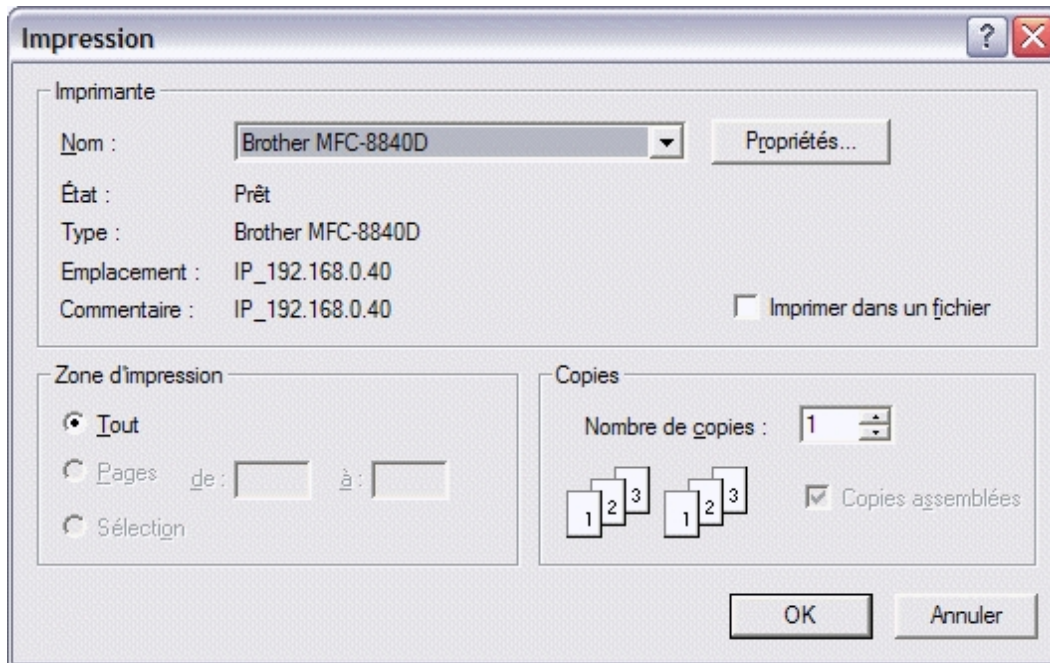 Impression
Imprimante
Nom : Brother MFC-8840D Propriétés...
État : Prêt
Type : Brother MFC-8840D
Emplacement : IP_192.168.0.40
Commentaire : IP_192.168.0.40 Imprimer dans un fichier
Zone d'impression Copies
Tout Nombre de copies : 1
Pages de : à :
1 2 3 1 2 3 Copies assemblées
Sélection
OK Annuler